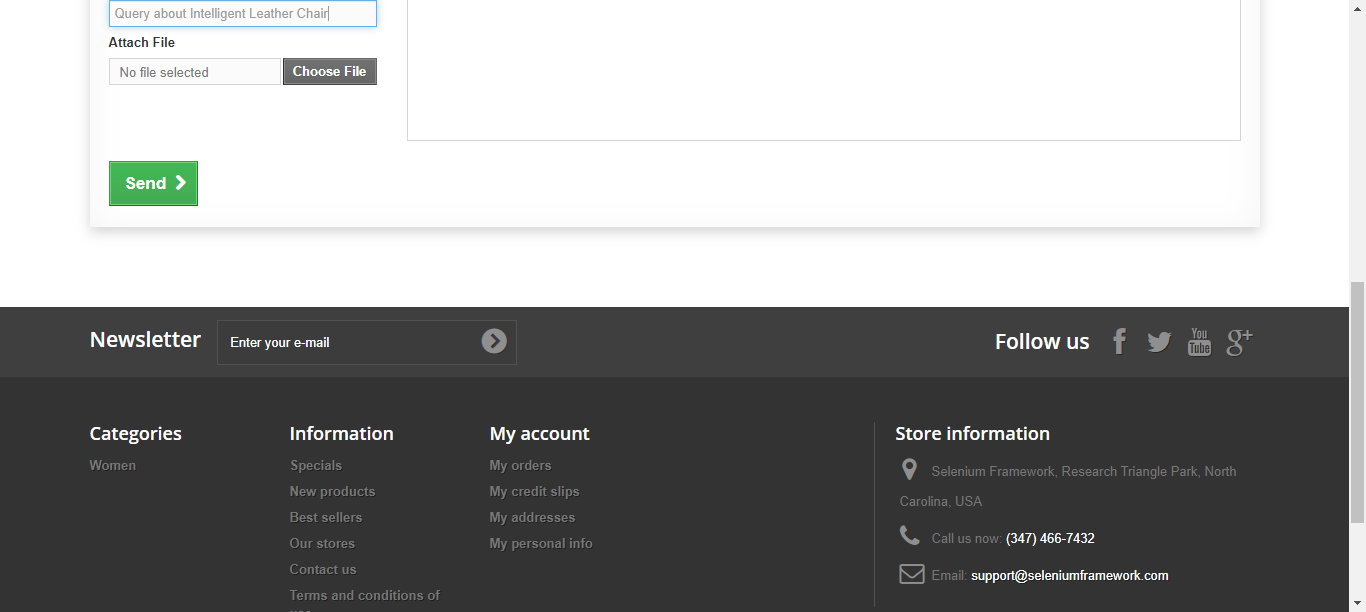 Query about Intelligent Leather Chair
Attach File
No file selected
Choose File
Send
Newsletter
Enter your e-mail
Follow us
You
Tube
g+
Categories
Women
Information
Specials
New products
Best sellers
Our stores
Contact us
Terms and conditions of
My account
My orders
My credit slips
My addresses
My personal info
Store information
Selenium Framework, Research Triangle Park, North
Carolina, USA
Call us now: (347) 466-7432
Email: support@seleniumframework.com